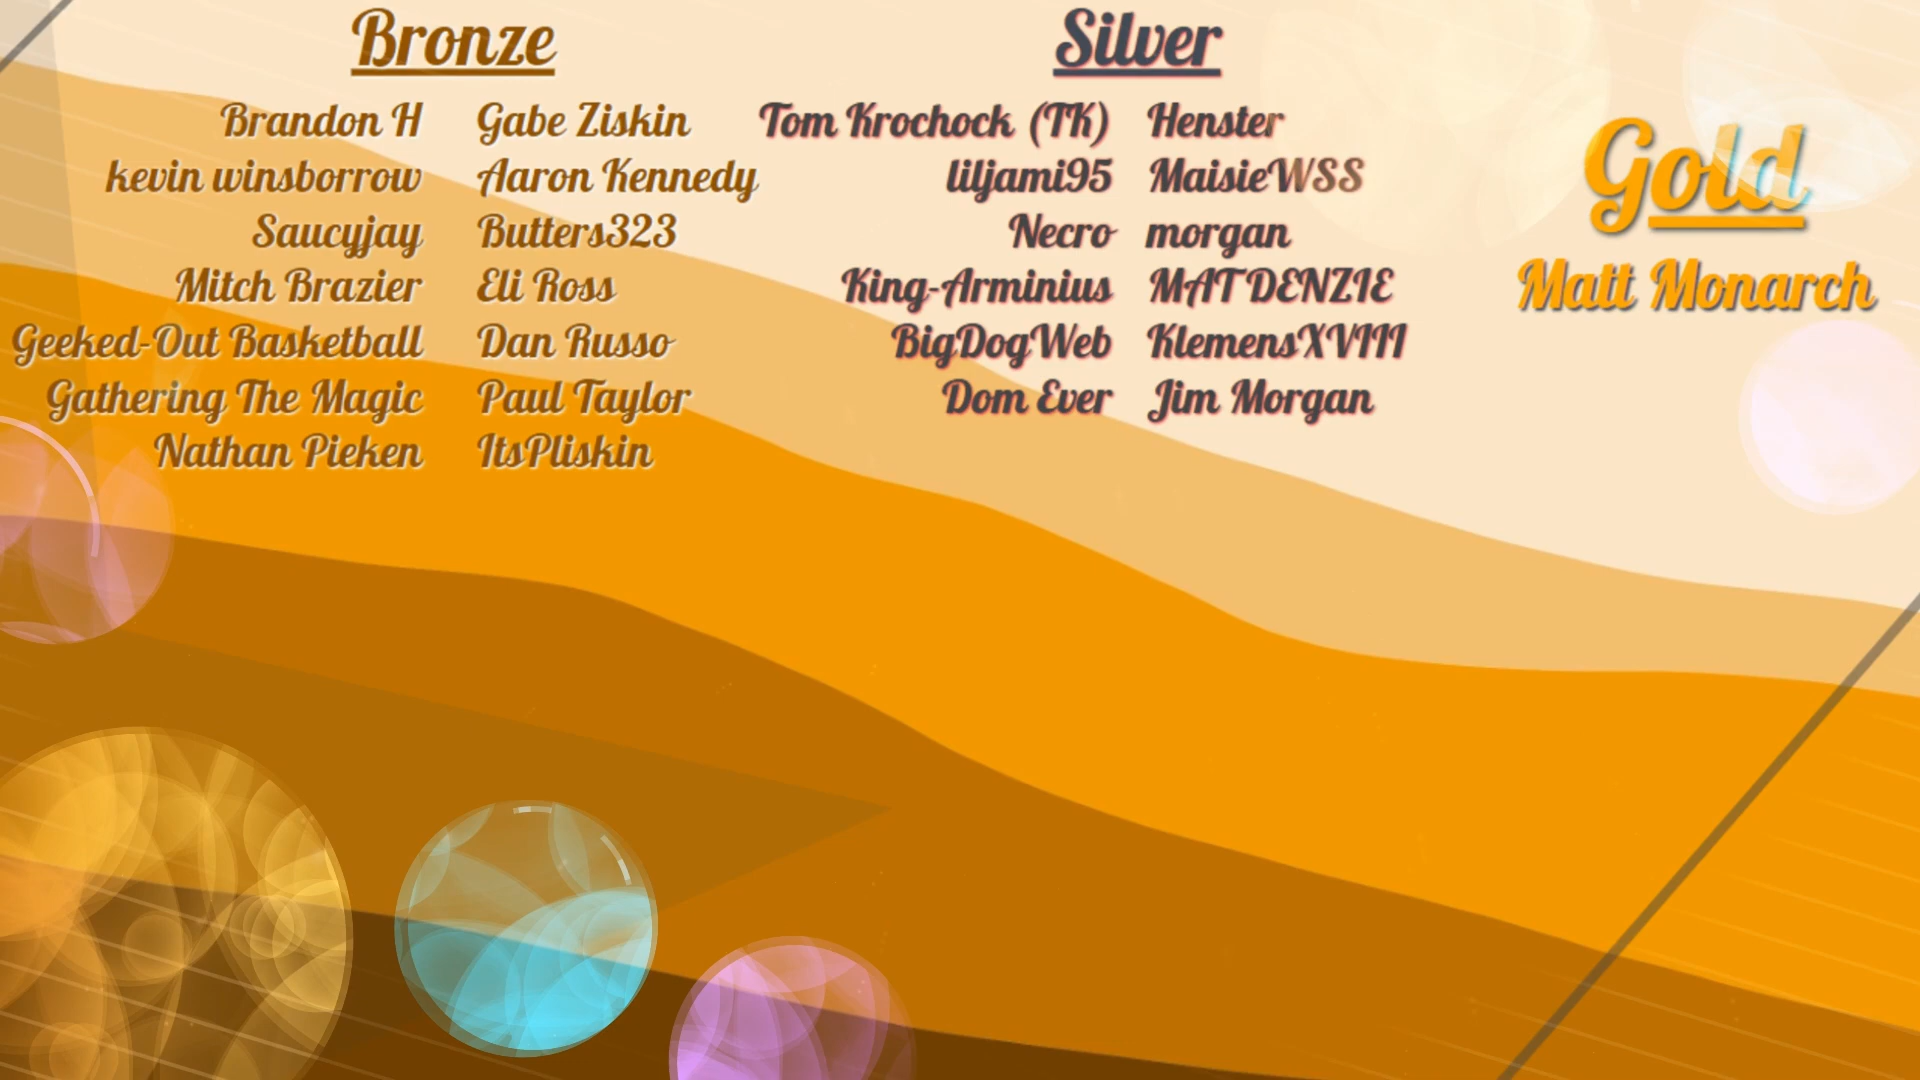 Bronze
Brandon H
kevin winsborrow
Saucyjay
Mitch Brazier
Geeked-Out Basketball
Gathering The Magic
Nathan Pieken
Gabe Ziskin
Aaron Kennedy
Butters323
Eli Ross
Dan Russo
Paul Taylor
ItsPliskin
Silver
Tom Krochock (TK)
liljami95
Necro
King-Arminius
BigDogWeb
Dom Ever
Henster
MaisieWSS
morgan
MAT DENZIE
KlemensXVIII
Jim Morgan
Gold
Matt Monarch